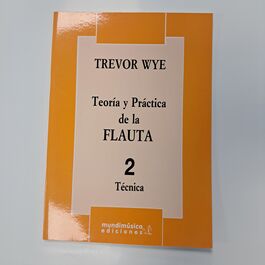 TREVOR WYE
Teoría y Práctica
de la
FLAUTA
2
Técnica
mundimúsica
ediciones